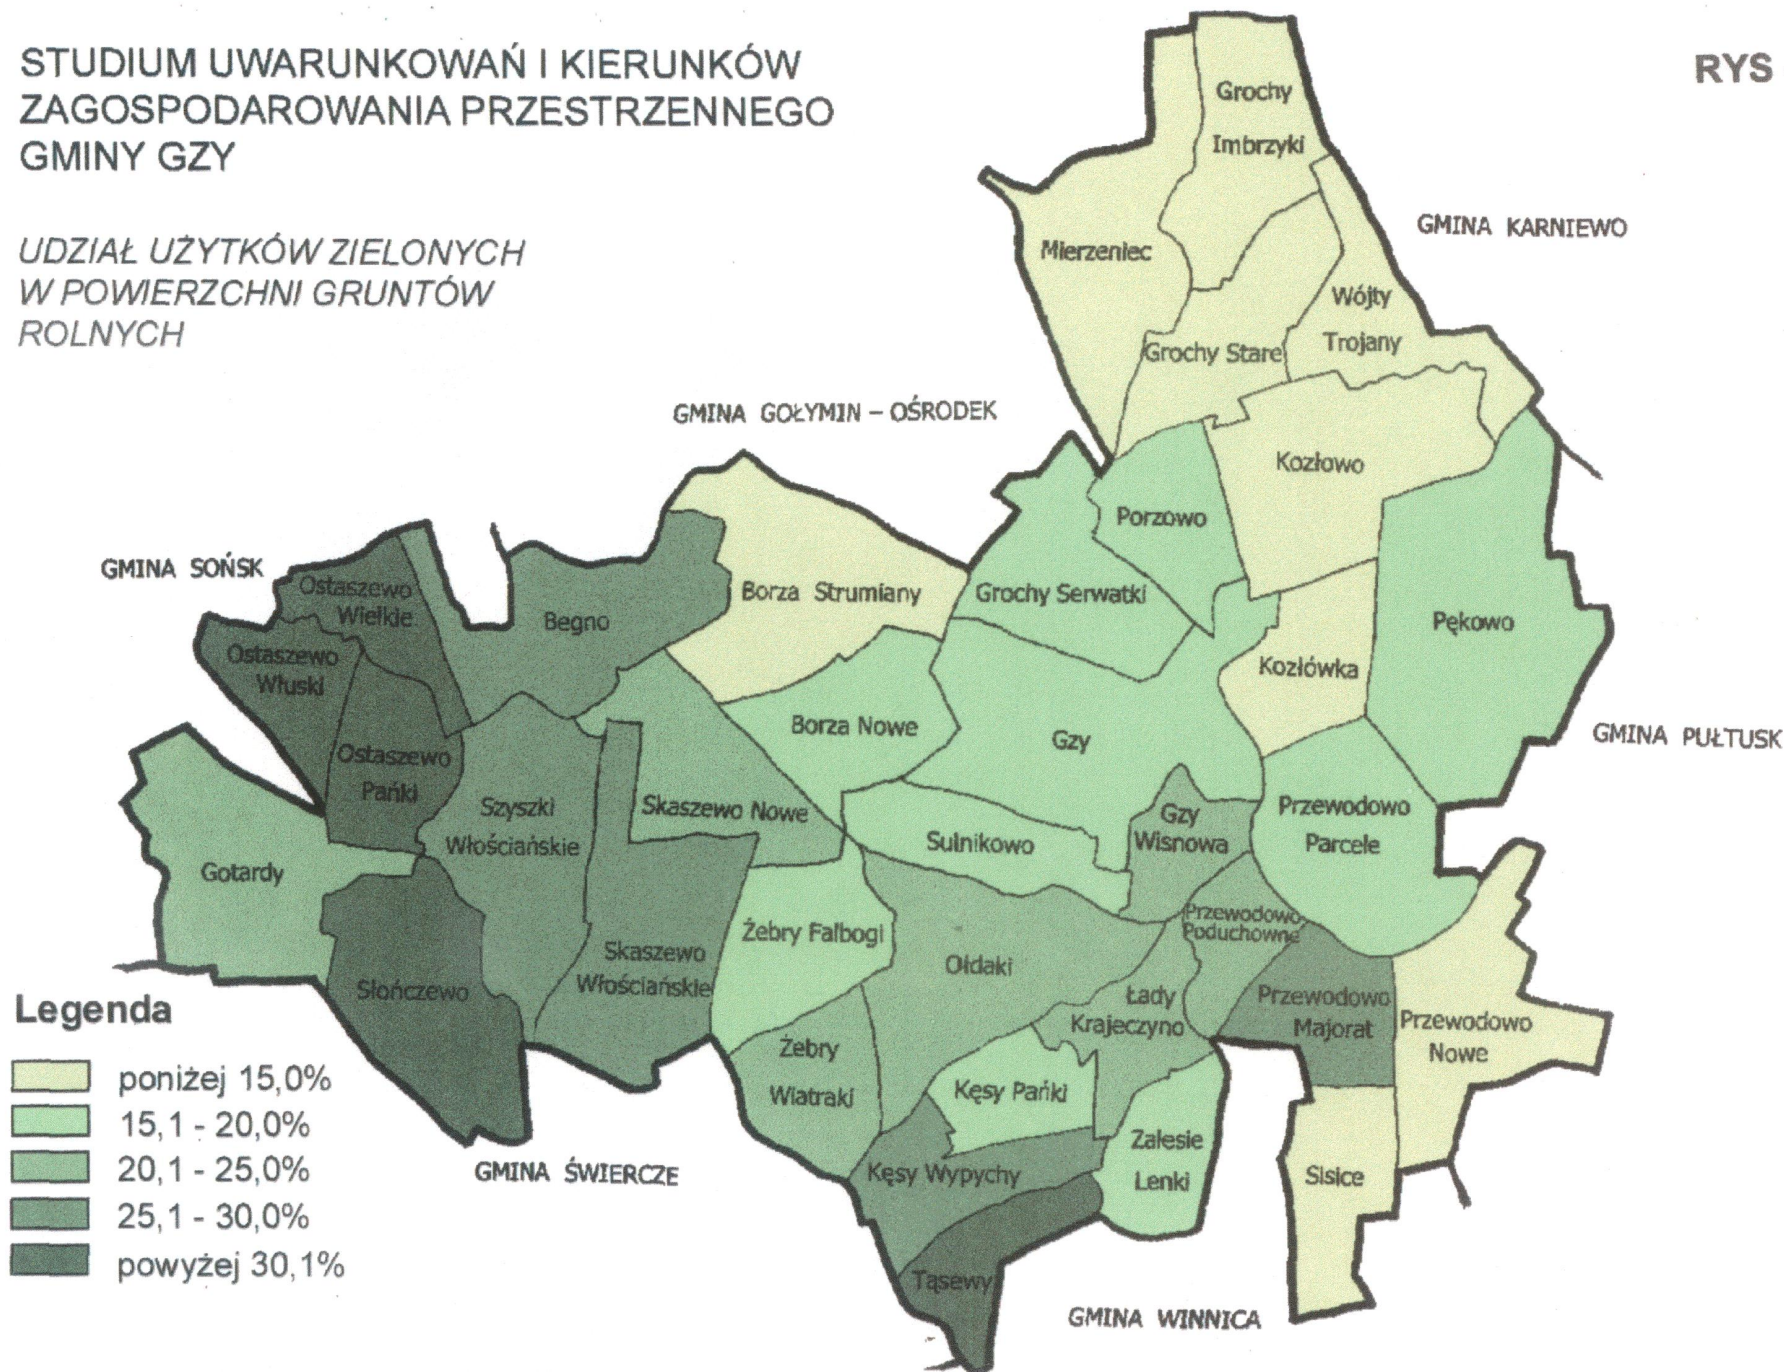 STUDIUM UWARUNKOWAŃ I KIERUNKÓW
ZAGOSPODAROWANIA PRZESTRZENNEGO
GMINY GZY
RYS
UDZIAŁ UŻYTKÓW ZIELONYCH
W POWIERZCHNI GRUNTÓW
ROLNYCH
Grochy
Imbrzyki
GMINA KARNIEWO
Mierzeniec
Wójty
Trojany
Grochy Stare
GMINA GOŁYMIN – OŚRODEK
Kozłowo
Porzowo
GMINA SOŃSK
Ostaszewo
Wielkie
Begno
Borza Strumiany
Grochy Serwatki
Pękowo
Ostaszewo
Włuski
Kozłówka
Borza Nowe
Gzy
GMINA PUŁTUSK
Ostaszewo
Pańki
Szyszki
Włościańskie
Skaszewo Nowe
Sulnikowo
Gzy
Wisnowa
Przewodowo
Parcele
Gotardy
Żebry Falbogi
Przewodowo
Poduchowne
Skaszewo
Włościańskie
Ołdaki
Słończewo
Łady
Krajeczyno
Przewodowo
Majorat
Przewodowo
Nowe
Żebry
Wiatraki
Kęsy Pańki
Zalesie
Lenki
Kęsy Wypychy
Sisice
GMINA ŚWIERCZE
Tąsewy
GMINA WINNICA
Legenda
poniżej 15,0%
15,1 - 20,0%
20,1 - 25,0%
25,1 - 30,0%
powyżej 30,1%